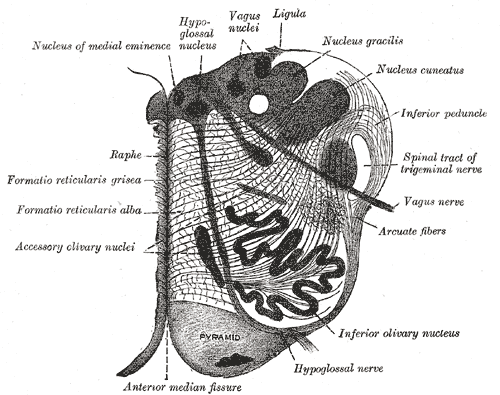 Ligula
Vagus
nuclei
Hypo-
glossal
nucleus
Nucleus of medial eminence
Nucleus gracilis
Nucleus cuneatus
Inferior peduncle
Raphe
Spinal tract of
trigeminal nerve
Formatio reticularis grisea
Vagus nerve
Formatio reticularis alba
Arcuate fibers
Accessory olivary nuclei
Inferior olivary nucleus
PYRAMID
Hypoglossal nerve
Anterior median fissure